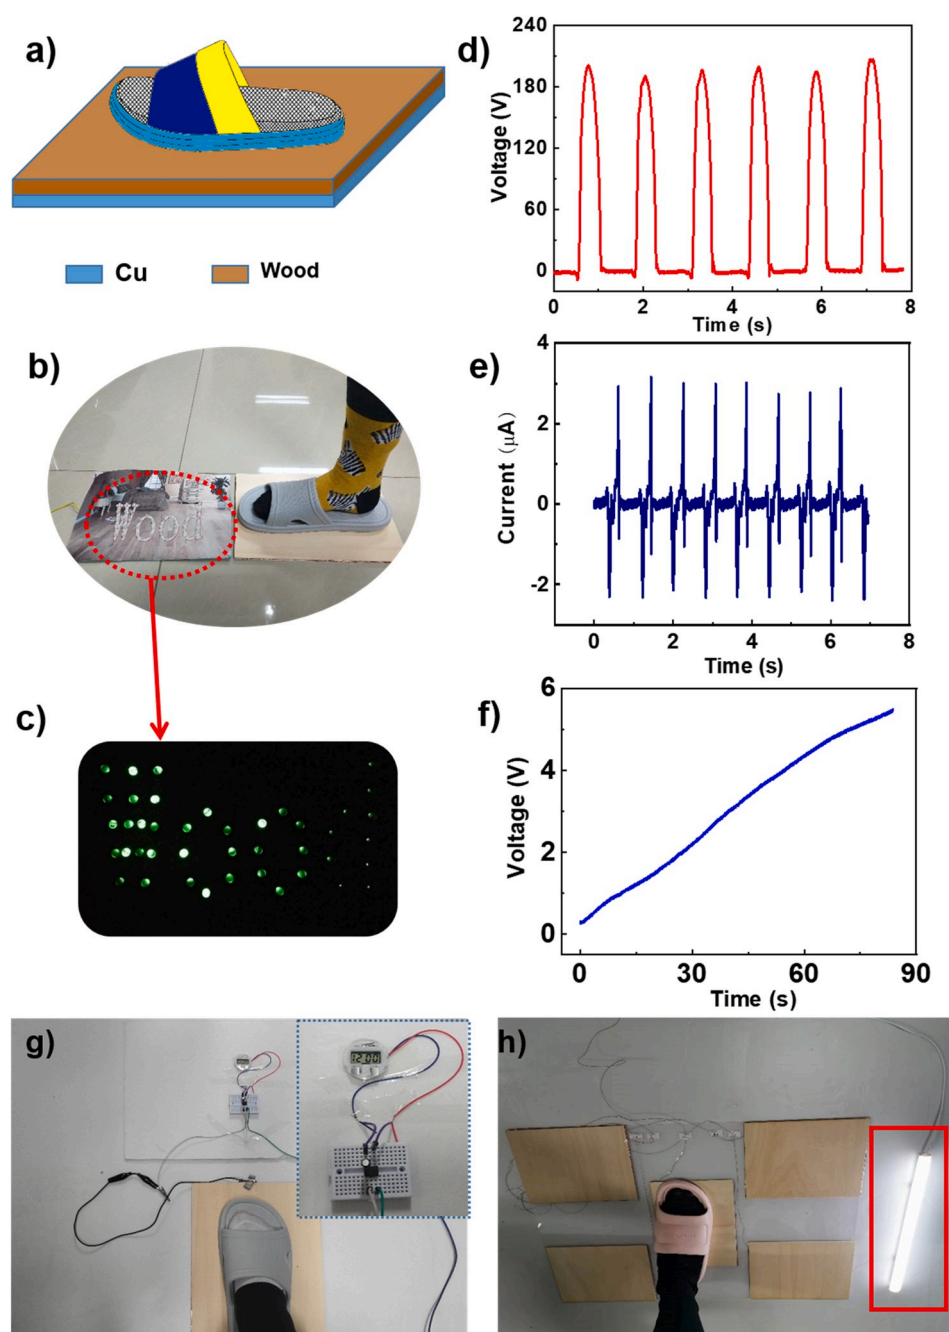 a)
Cu
Wood
b)
Wood
c)
d)
Voltage (V)
240
180
120
60
0
0 2 4 6 8
Time (s)
e)
Current (μA)
4
2
0
-2
0 2 4 6 8
Time (s)
f)
Voltage (V)
6
4
2
0
0 30 60 90
Time (s)
g)
12:00
h)